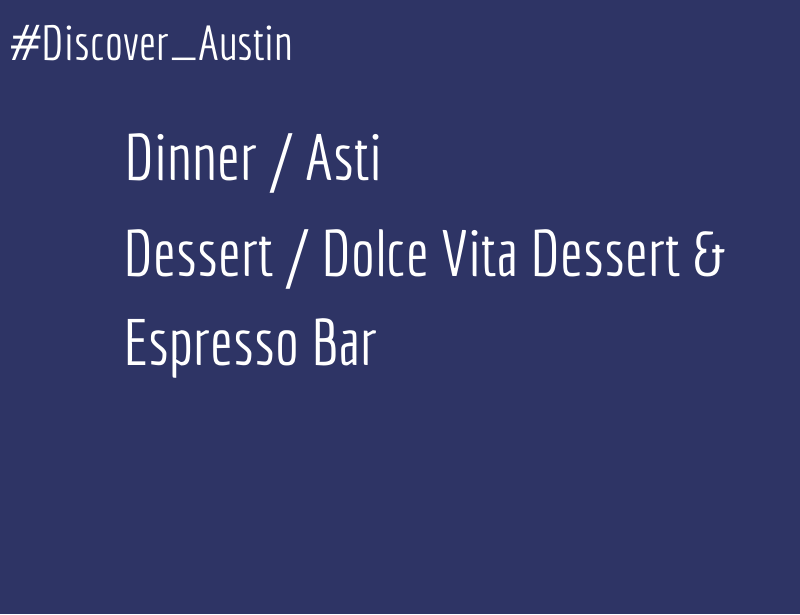 #Discover_Austin
Dinner / Asti
Dessert / Dolce Vita Dessert &
Espresso Bar